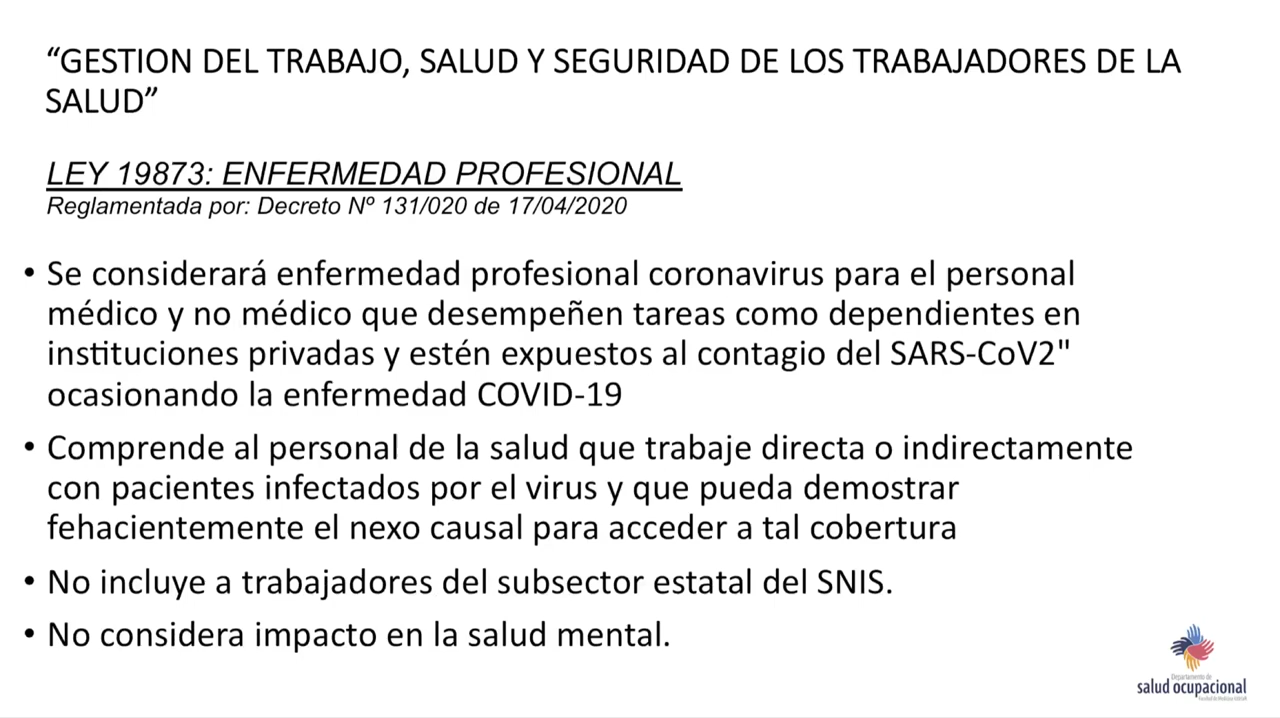 “GESTION DEL TRABAJO, SALUD Y SEGURIDAD DE LOS TRABAJADORES DE LA
SALUD”
LEY 19873: ENFERMEDAD PROFESIONAL
Reglamentada por: Decreto Nº 131/020 de 17/04/2020
• Se considerará enfermedad profesional coronavirus para el personal
médico y no médico que desempeñen tareas como dependientes en
instituciones privadas y estén expuestos al contagio del SARS-CoV2"
ocasionando la enfermedad COVID-19
• Comprende al personal de la salud que trabaje directa o indirectamente
con pacientes infectados por el virus y que pueda demostrar
fehacientemente el nexo causal para acceder a tal cobertura
• No incluye a trabajadores del subsector estatal del SNIS.
• No considera impacto en la salud mental.
Departamento de
salud ocupacional
Facultad de Medicina